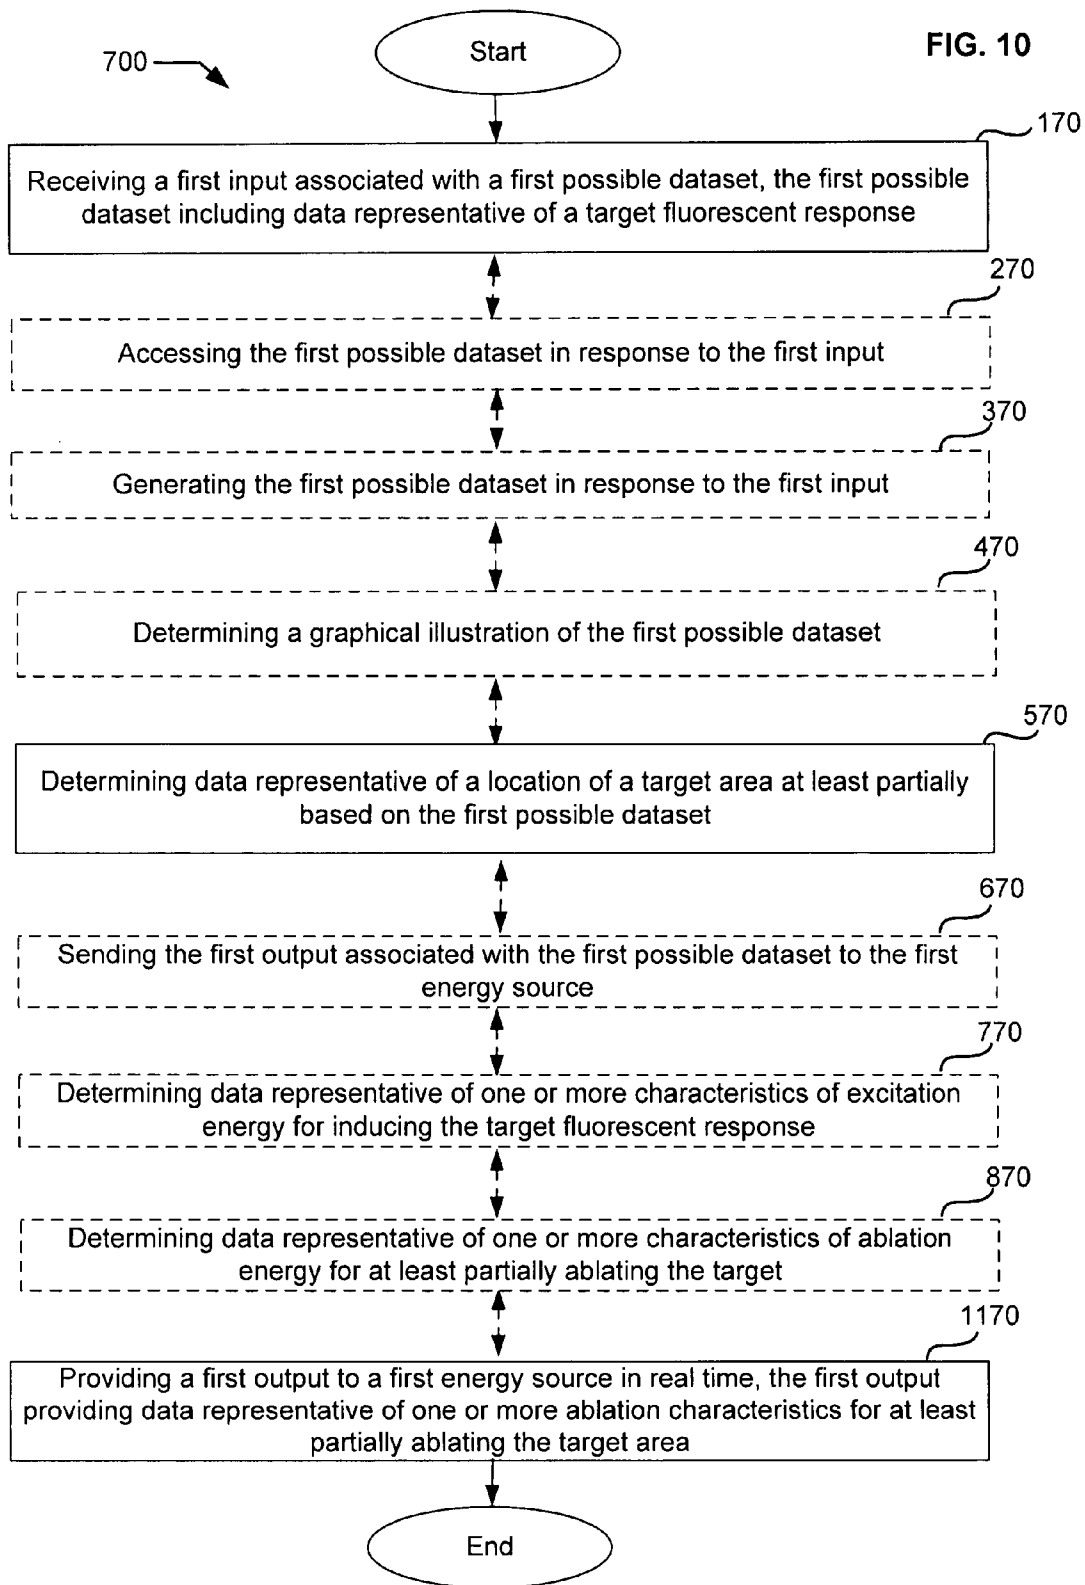 FIG. 10
700
Start
170
Receiving a first input associated with a first possible dataset, the first possible
dataset including data representative of a target fluorescent response
270
Accessing the first possible dataset in response to the first input
370
Generating the first possible dataset in response to the first input
470
Determining a graphical illustration of the first possible dataset
570
Determining data representative of a location of a target area at least partially
based on the first possible dataset
670
Sending the first output associated with the first possible dataset to the first
energy source
770
Determining data representative of one or more characteristics of excitation
energy for inducing the target fluorescent response
870
Determining data representative of one or more characteristics of ablation
energy for at least partially ablating the target
1170
Providing a first output to a first energy source in real time, the first output
providing data representative of one or more ablation characteristics for at least
partially ablating the target area
End